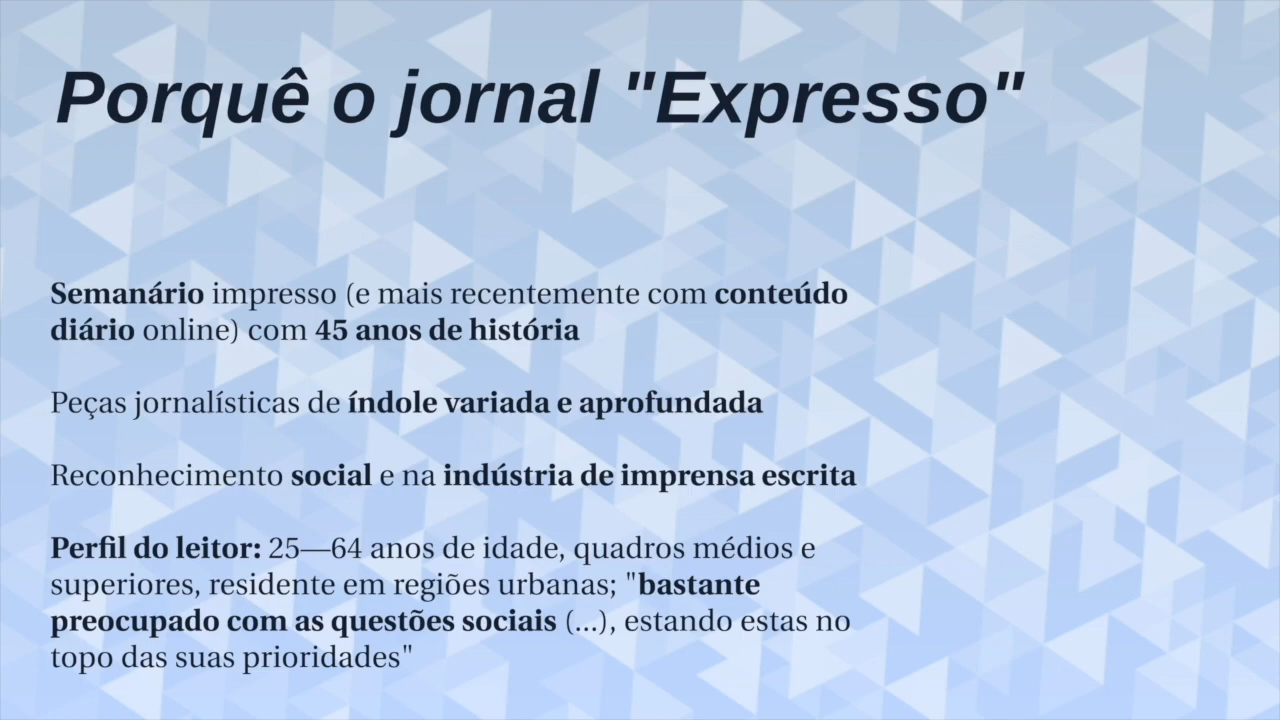 Porquê o jornal "Expresso"
Semanário impresso (e mais recentemente com conteúdo
diário online) com 45 anos de história
Peças jornalísticas de índole variada e aprofundada
Reconhecimento social e na indústria de imprensa escrita
Perfil do leitor: 25—64 anos de idade, quadros médios e
superiores, residente em regiões urbanas; "bastante
preocupado com as questões sociais (...), estando estas no
topo das suas prioridades"